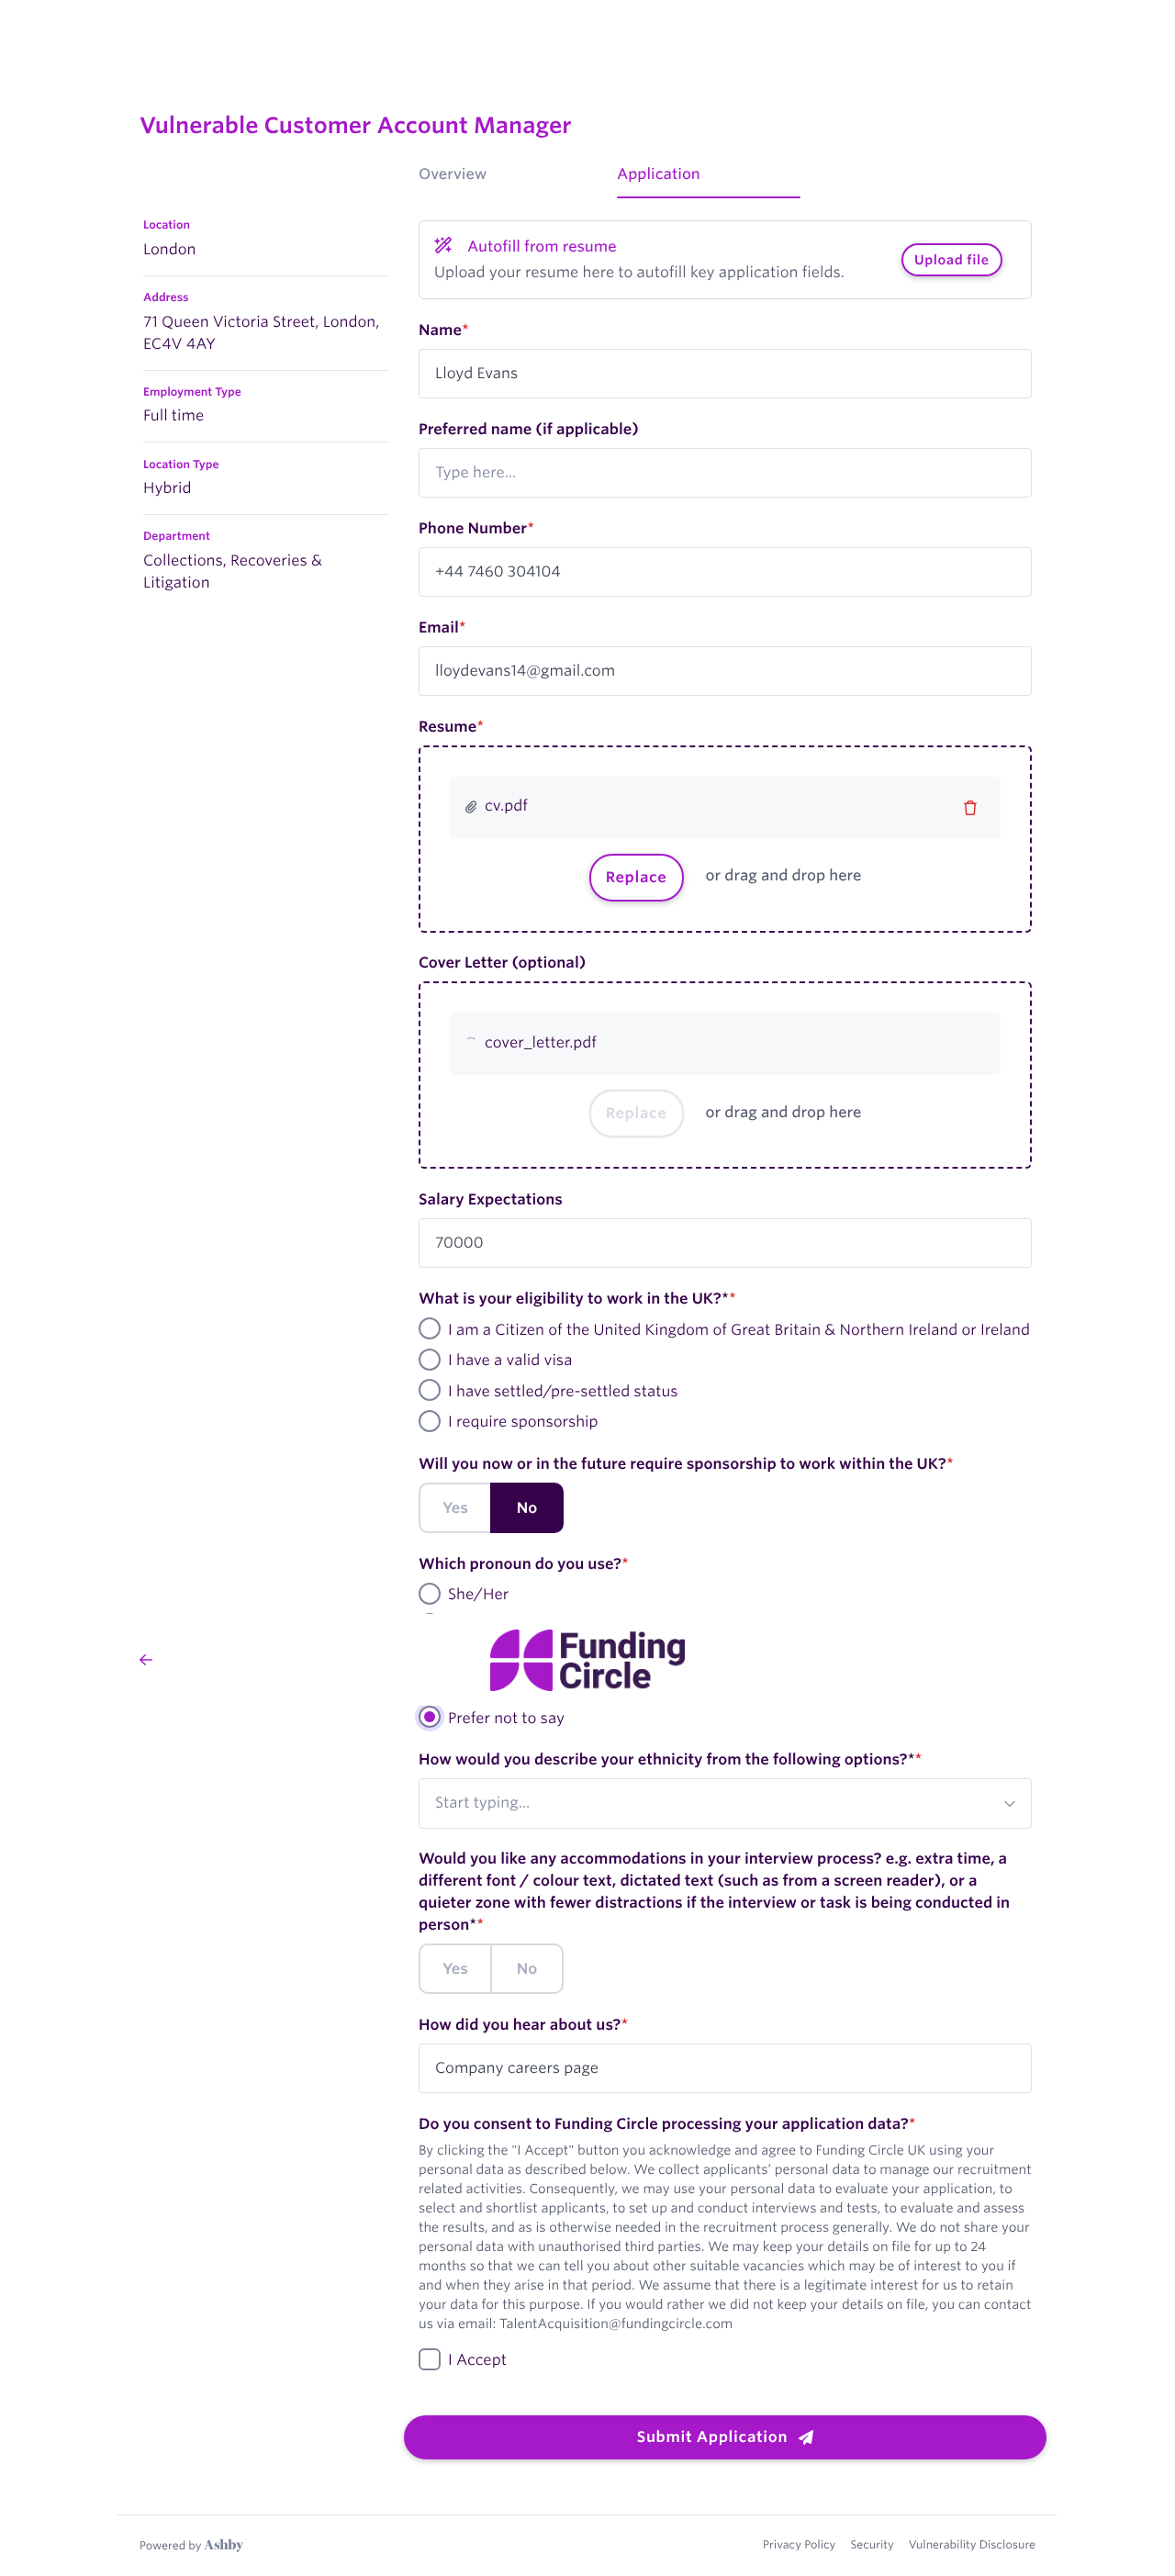 Vulnerable Customer Account Manager
Overview
Application
Location
London
Address
71 Queen Victoria Street, London,
EC4V 4AY
Employment Type
Full time
Location Type
Hybrid
Department
Collections, Recoveries &
Litigation
Autofill from resume
Upload your resume here to autofill key application fields.
Upload file
Name*
Lloyd Evans
Preferred name (if applicable)
Type here...
Phone Number*
+44 7460 304104
Email*
lloydevans14@gmail.com
Resume*
cv.pdf
Replace
or drag and drop here
Cover Letter (optional)
cover_letter.pdf
Replace
or drag and drop here
Salary Expectations
70000
What is your eligibility to work in the UK?**
I am a Citizen of the United Kingdom of Great Britain & Northern Ireland or Ireland
I have a valid visa
I have settled/pre-settled status
I require sponsorship
Will you now or in the future require sponsorship to work within the UK?*
Yes
No
Which pronoun do you use?*
She/Her
Funding
Circle
Prefer not to say
How would you describe your ethnicity from the following options?**
Start typing...
Would you like any accommodations in your interview process? e.g. extra time, a
different font / colour text, dictated text (such as from a screen reader), or a
quieter zone with fewer distractions if the interview or task is being conducted in
person**
Yes
No
How did you hear about us?*
Company careers page
Do you consent to Funding Circle processing your application data?*
By clicking the "I Accept" button you acknowledge and agree to Funding Circle UK using your
personal data as described below. We collect applicants’ personal data to manage our recruitment
related activities. Consequently, we may use your personal data to evaluate your application, to
select and shortlist applicants, to set up and conduct interviews and tests, to evaluate and assess
the results, and as is otherwise needed in the recruitment process generally. We do not share your
personal data with unauthorised third parties. We may keep your details on file for up to 24
months so that we can tell you about other suitable vacancies which may be of interest to you if
and when they arise in that period. We assume that there is a legitimate interest for us to retain
your data for this purpose. If you would rather we did not keep your details on file, you can contact
us via email: TalentAcquisition@fundingcircle.com
I Accept
Submit Application
Powered by Ashby
Privacy Policy
Security
Vulnerability Disclosure